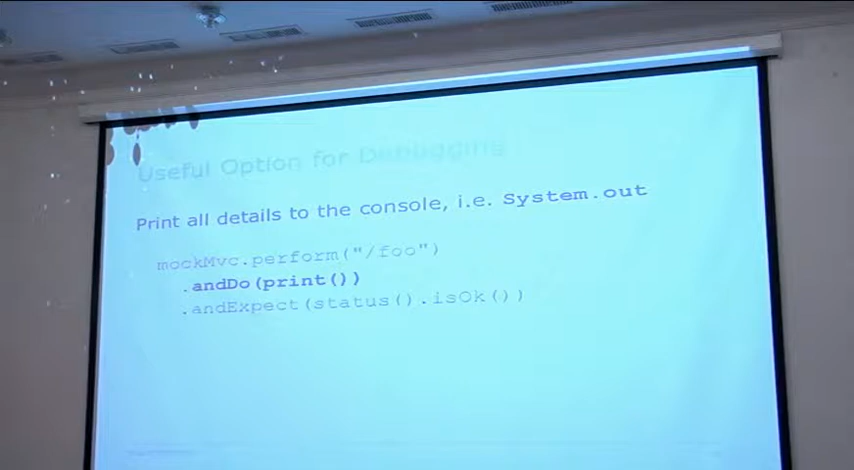 Useful Option for Debugging
Print all details to the console, i.e. System.out
mockMvc.perform("/foo")
.andDo(print())
.andExpect(status().isOk())